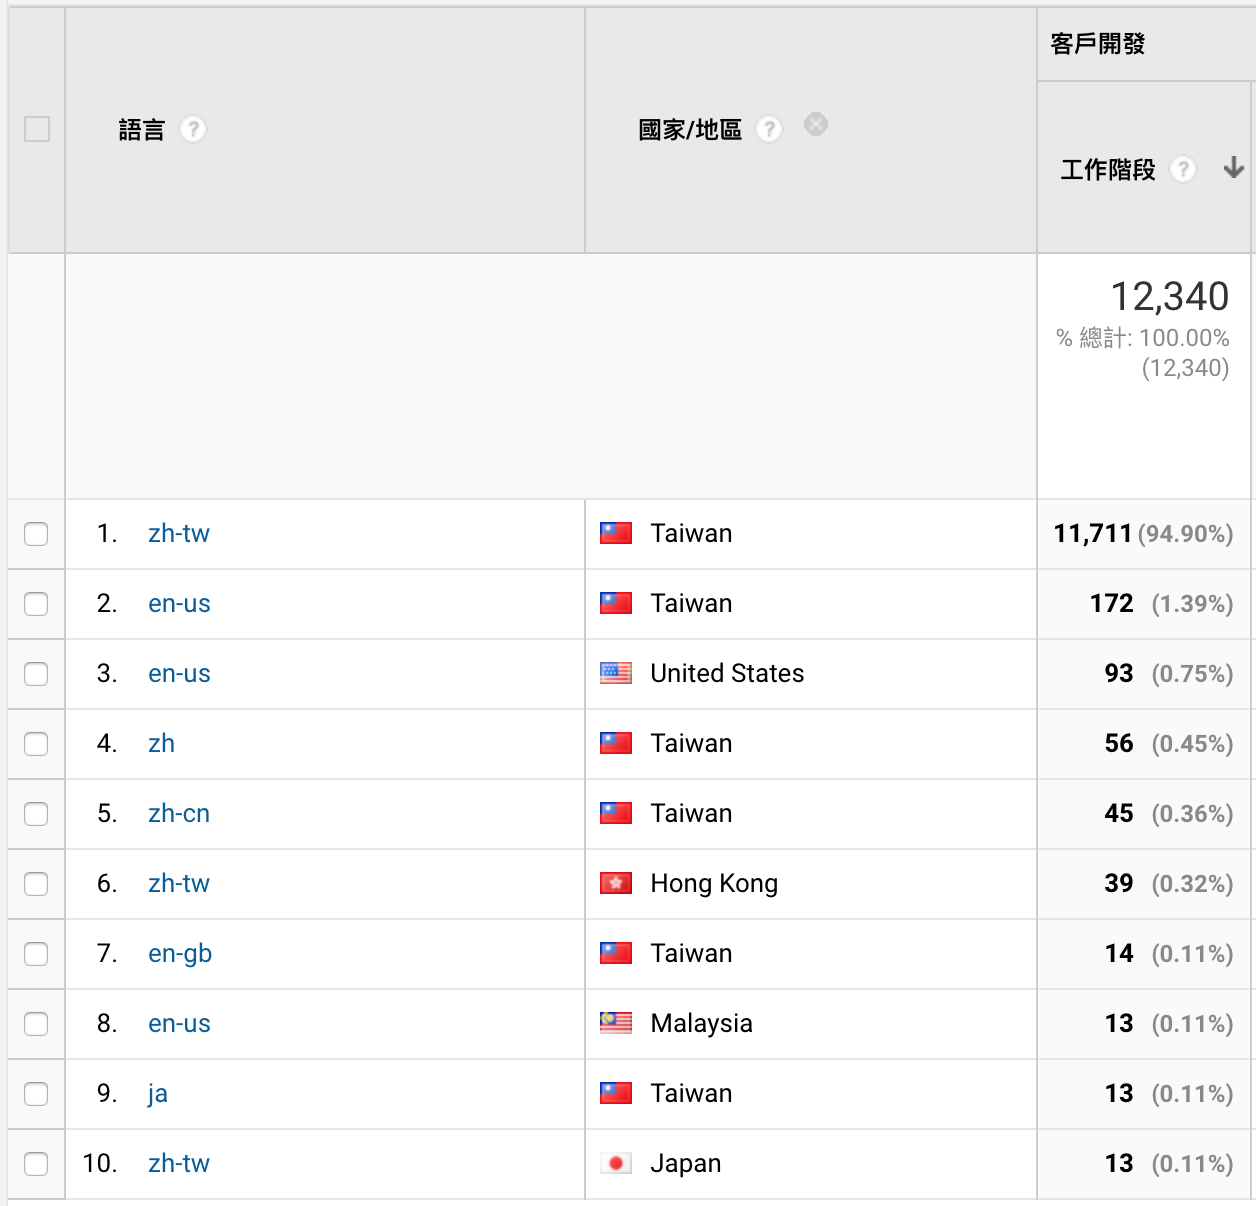 客戶開發
語言 ?
國家/地區 ?
工作階段 ?
12,340
% 總計: 100.00%
(12,340)
1. zh-tw Taiwan 11,711 (94.90%)
2. en-us Taiwan 172 (1.39%)
3. en-us United States 93 (0.75%)
4. zh Taiwan 56 (0.45%)
5. zh-cn Taiwan 45 (0.36%)
6. zh-tw Hong Kong 39 (0.32%)
7. en-gb Taiwan 14 (0.11%)
8. en-us Malaysia 13 (0.11%)
9. ja Taiwan 13 (0.11%)
10. zh-tw Japan 13 (0.11%)